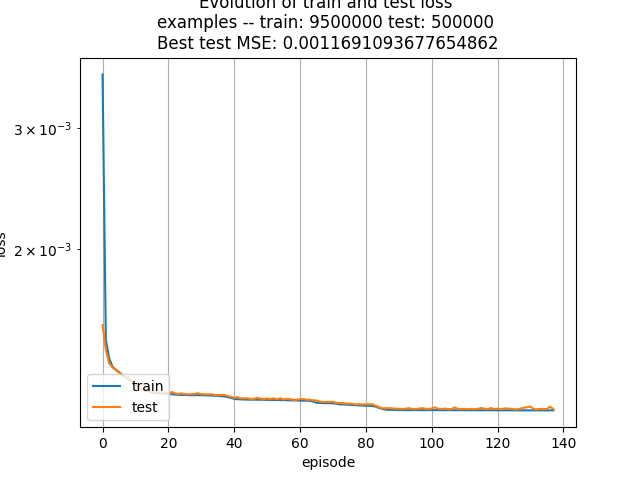 Evolution of train and test loss
examples -- train: 9500000 test: 500000
Best test MSE: 0.0011691093677654862
3 × 10⁻³
2 × 10⁻³
loss
train
test
0 20 40 60 80 100 120 140
episode